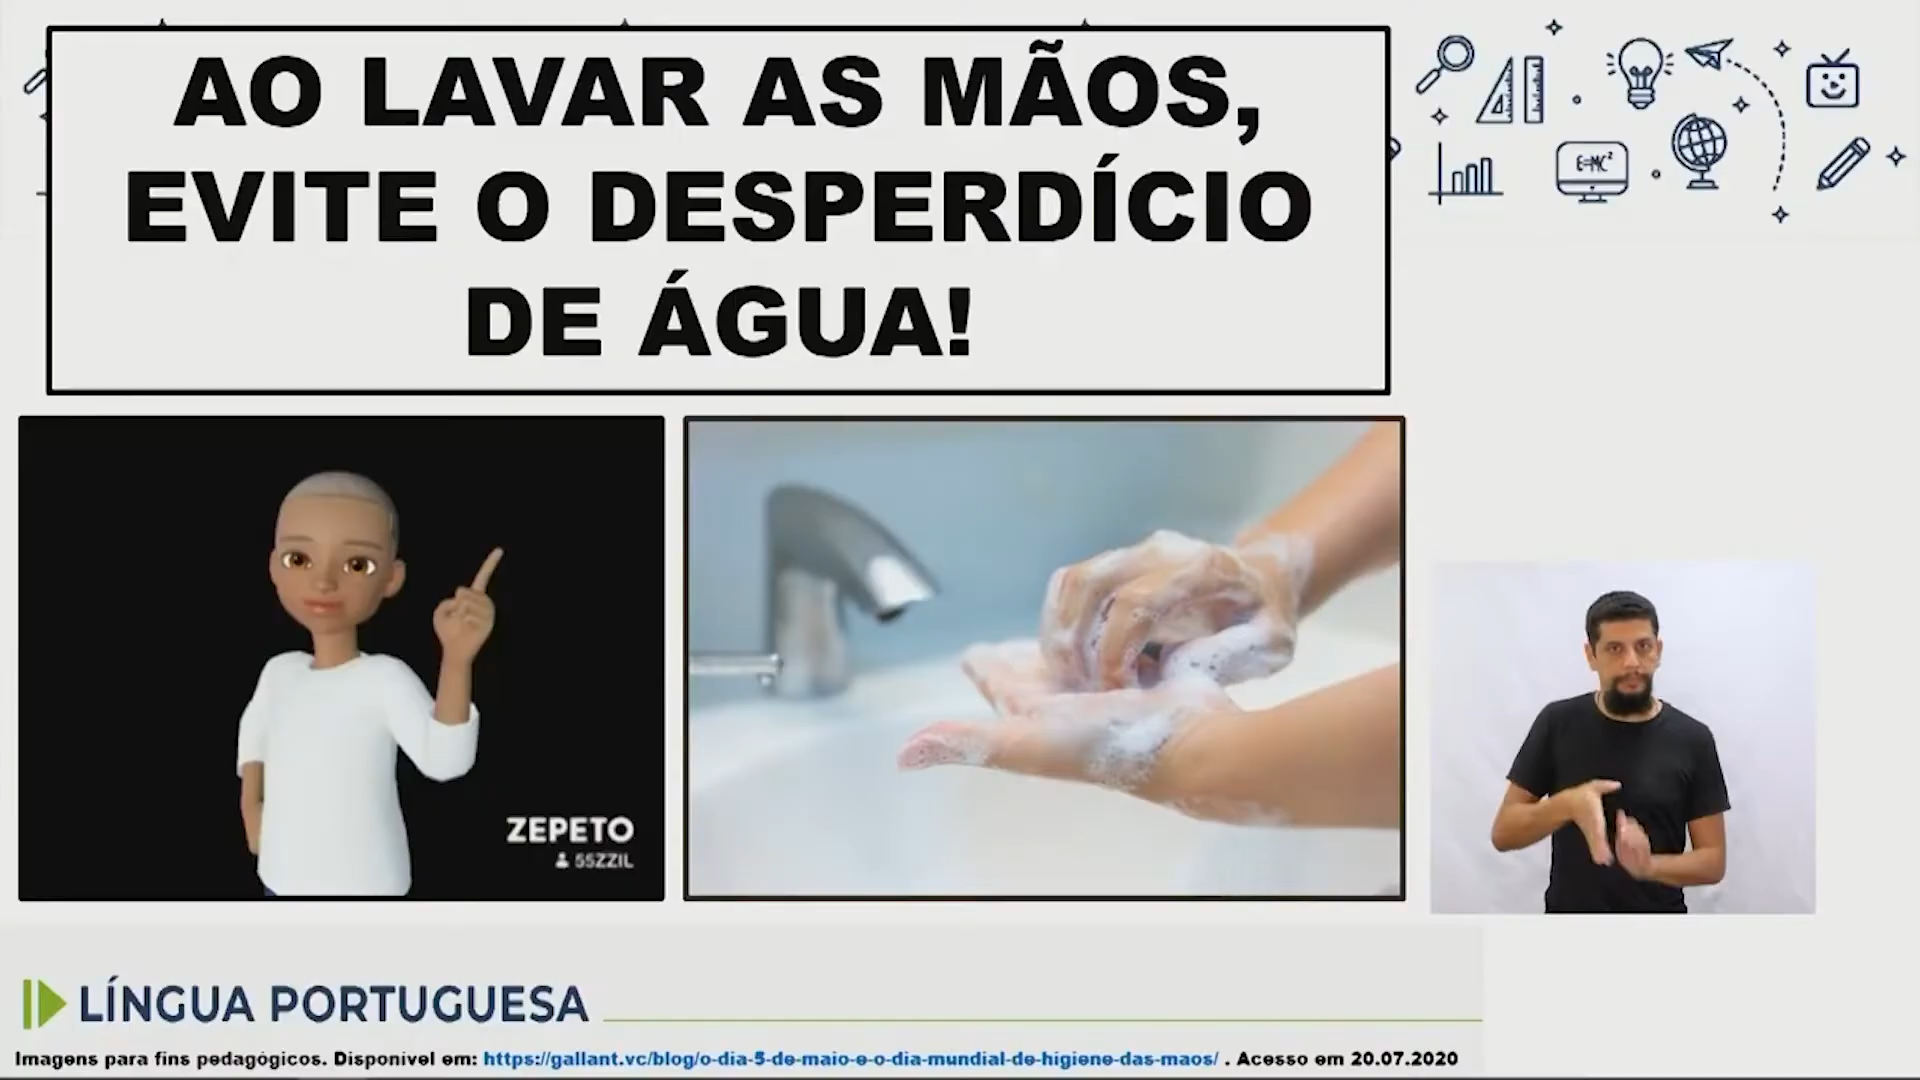 AO LAVAR AS MÃOS,
EVITE O DESPERDÍCIO
DE ÁGUA!
E=MC²
ZEPETO
55ZZIL
LÍNGUA PORTUGUESA
Imagens para fins pedagógicos. Disponível em: https://gallant.vc/blog/o-dia-5-de-maio-e-o-dia-mundial-de-higiene-das-maos/ . Acesso em 20.07.2020